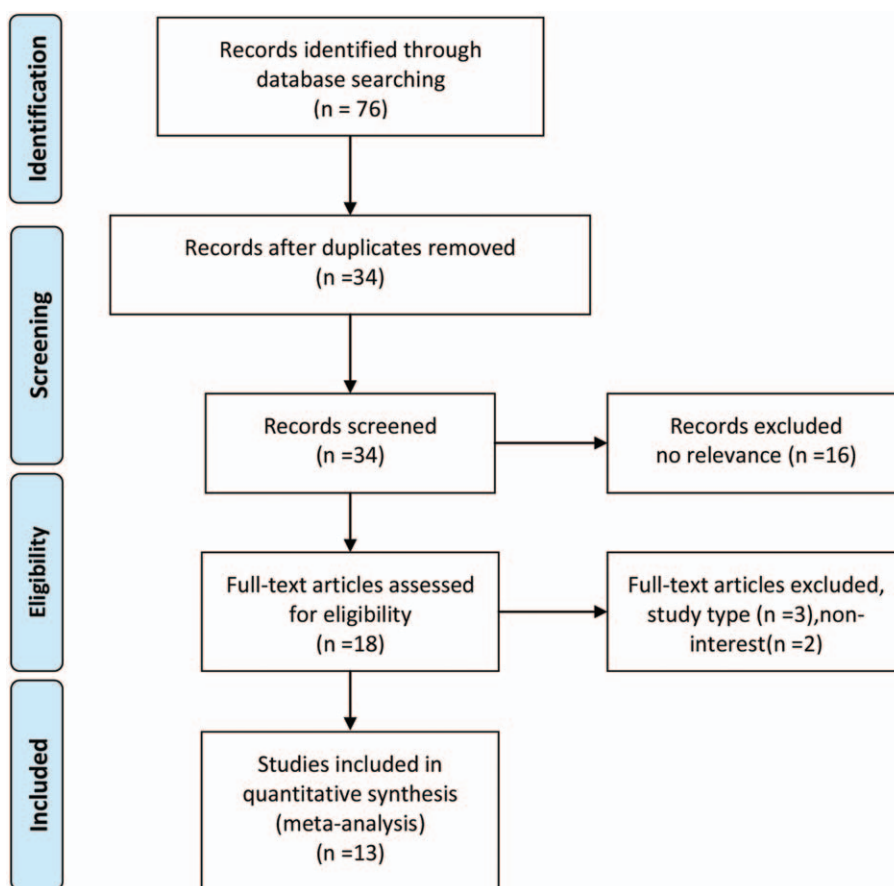 Identification
Records identified through
database searching
(n = 76)
Screening
Records after duplicates removed
(n =34)
Records screened
(n =34)
Records excluded
no relevance (n =16)
Eligibility
Full-text articles assessed
for eligibility
(n =18)
Full-text articles excluded,
study type (n =3),non-
interest(n =2)
Included
Studies included in
quantitative synthesis
(meta-analysis)
(n =13)